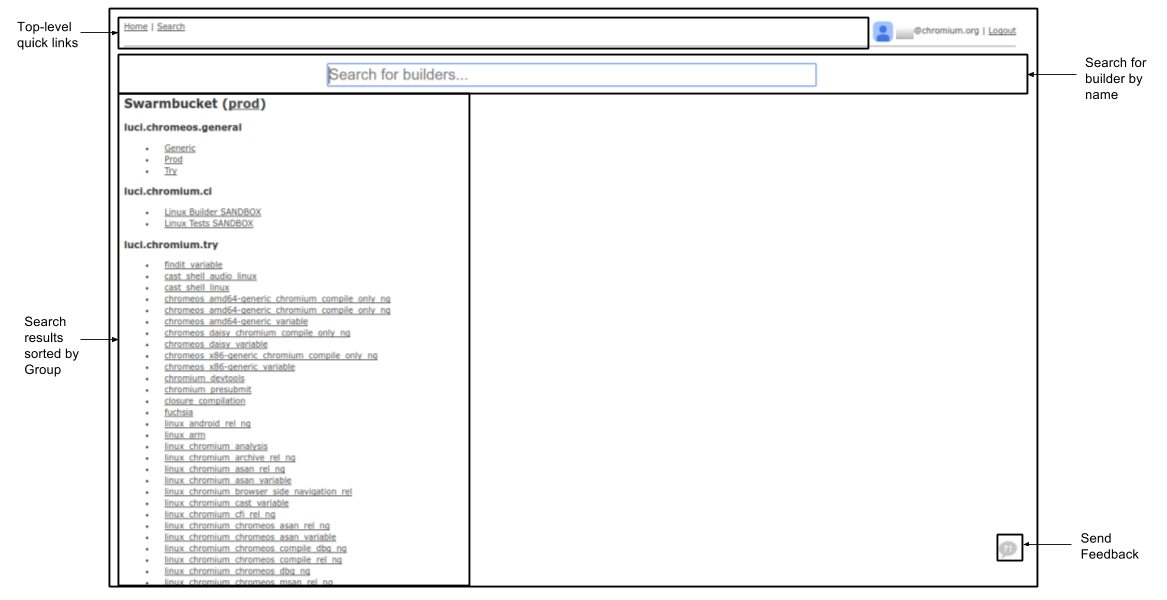 Top-level
quick links
Home | Search
@chromium.org | Logout
Search for builders...
Search for
builder by
name
Swarmbucket (prod)
luci.chromeos.general
Generic
Prod
Try
luci.chromium.ci
Linux Builder SANDBOX
Linux Tests SANDBOX
luci.chromium.try
findit_variable
cast_shell_audio_linux
cast_shell_linux
chromeos_amd64-generic_chromium_compile_only_ng
chromeos_amd64-generic_chromium_compile_only_ng
chromeos_amd64-generic_variable
chromeos_daisy_chromium_compile_only_ng
chromeos_daisy_variable
chromeos_x86-generic_chromium_compile_only_ng
chromeos_x86-generic_variable
chromium_devtools
chromium_presubmit
closure_compilation
fuchsia
linux_android_rel_ng
linux_arm
linux_chromium_analysis
linux_chromium_archive_rel_ng
linux_chromium_asan_rel_ng
linux_chromium_asan_variable
linux_chromium_browser_side_navigation_rel
linux_chromium_cast_variable
linux_chromium_cfi_rel_ng
linux_chromium_chromeos_asan_rel_ng
linux_chromium_chromeos_asan_variable
linux_chromium_chromeos_compile_dbg_ng
linux_chromium_chromeos_compile_rel_ng
linux_chromium_chromeos_dbg_ng
linux_chromium_chromeos_msan_rel_ng
Search
results
sorted by
Group
Send
Feedback